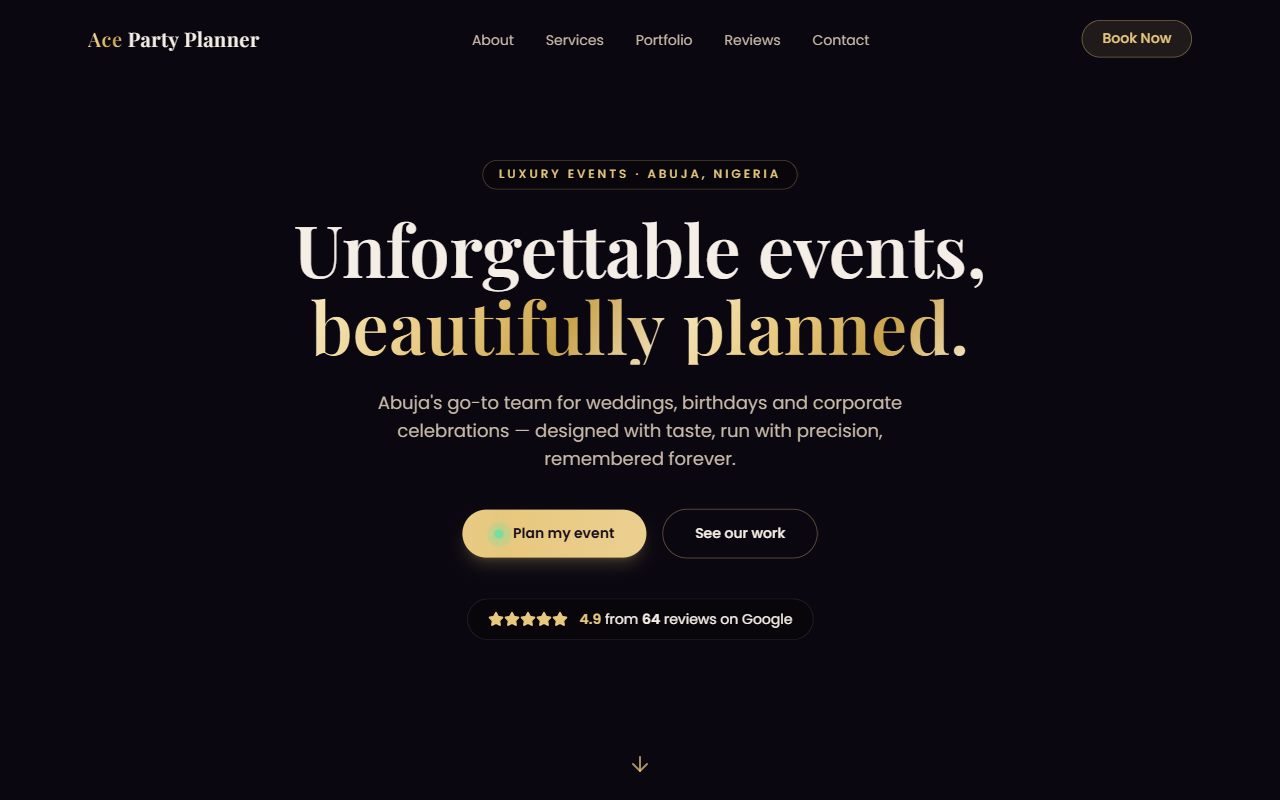 Ace Party Planner
About
Services
Portfolio
Reviews
Contact
Book Now
LUXURY EVENTS · ABUJA, NIGERIA
Unforgettable events,
beautifully planned.
Abuja's go-to team for weddings, birthdays and corporate
celebrations — designed with taste, run with precision,
remembered forever.
Plan my event
See our work
4.9 from 64 reviews on Google